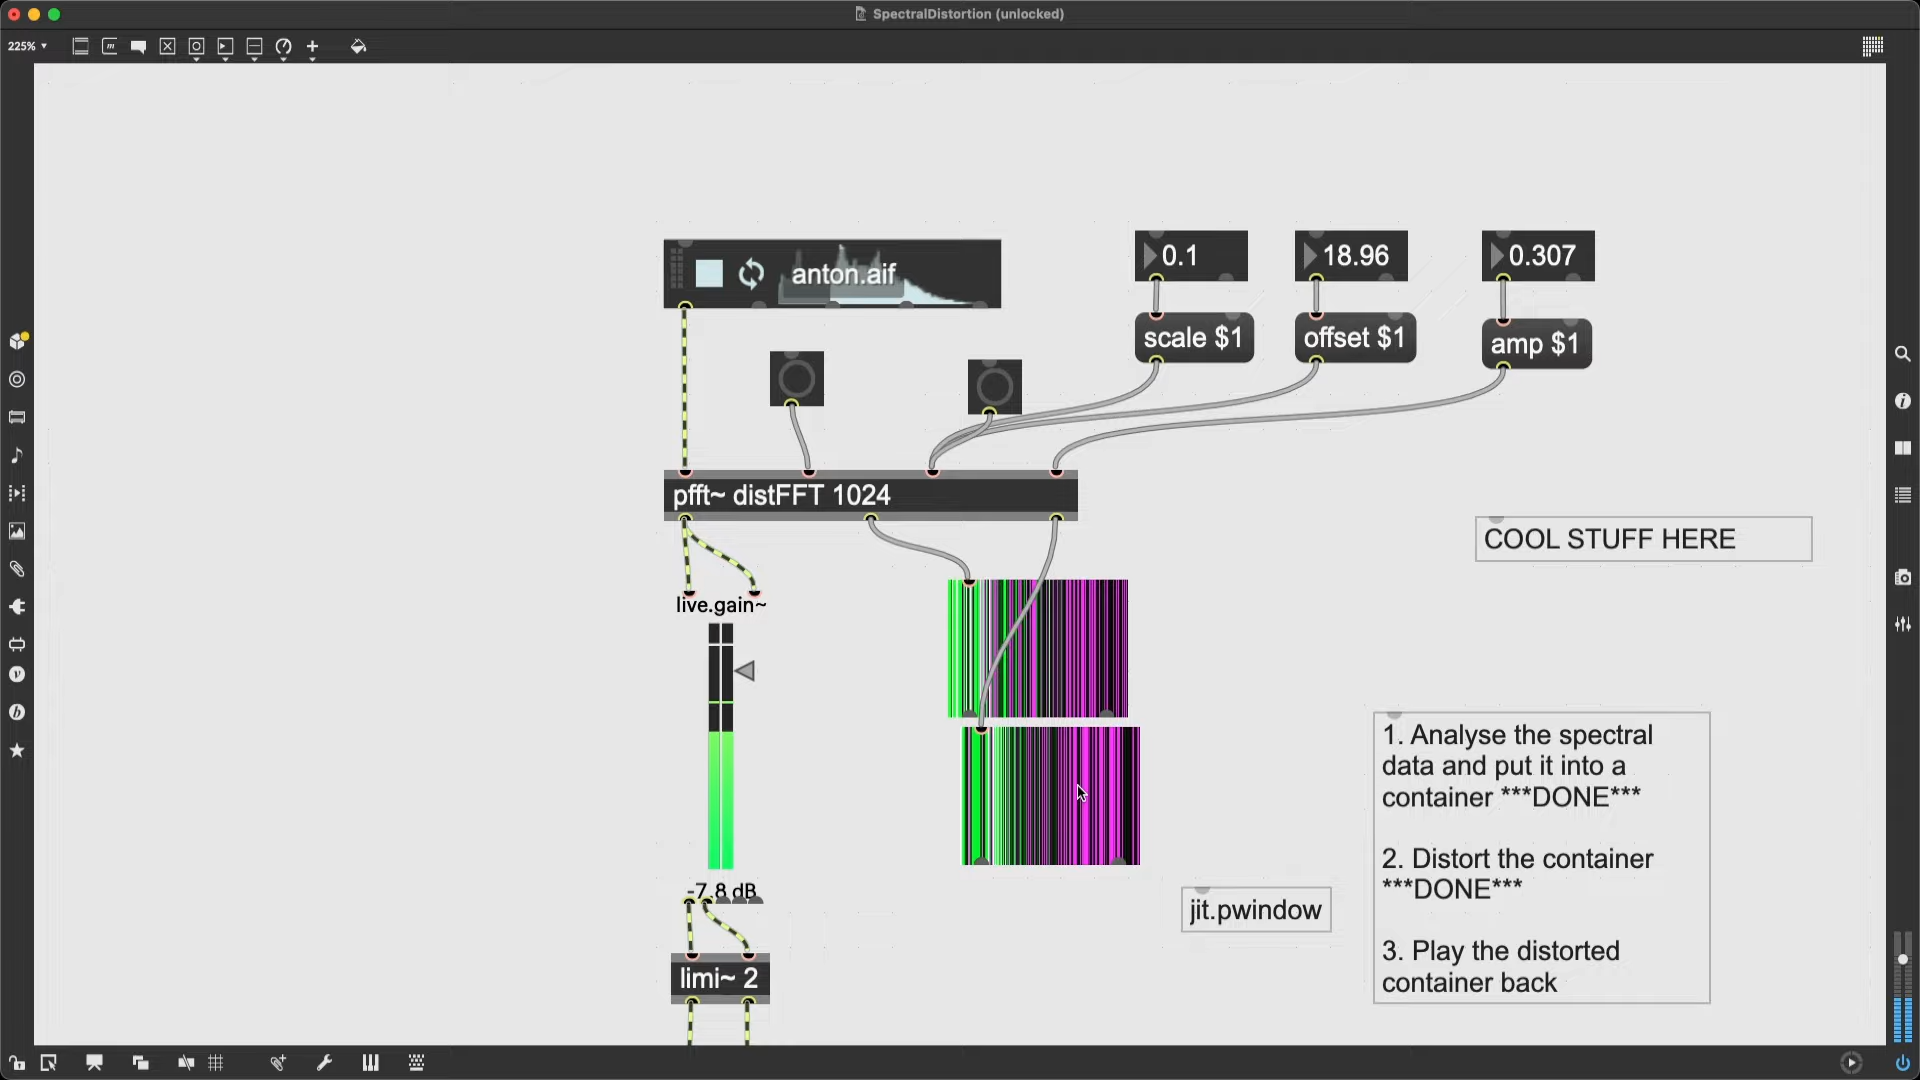 SpectralDistortion (unlocked)
225%
anton.aif
0.1
18.96
0.307
scale $1
offset $1
amp $1
pfft~ distFFT 1024
COOL STUFF HERE
live.gain~
1. Analyse the spectral
data and put it into a
container ***DONE***
2. Distort the container
***DONE***
3. Play the distorted
container back
-7.8 dB
jit.pwindow
limi~ 2